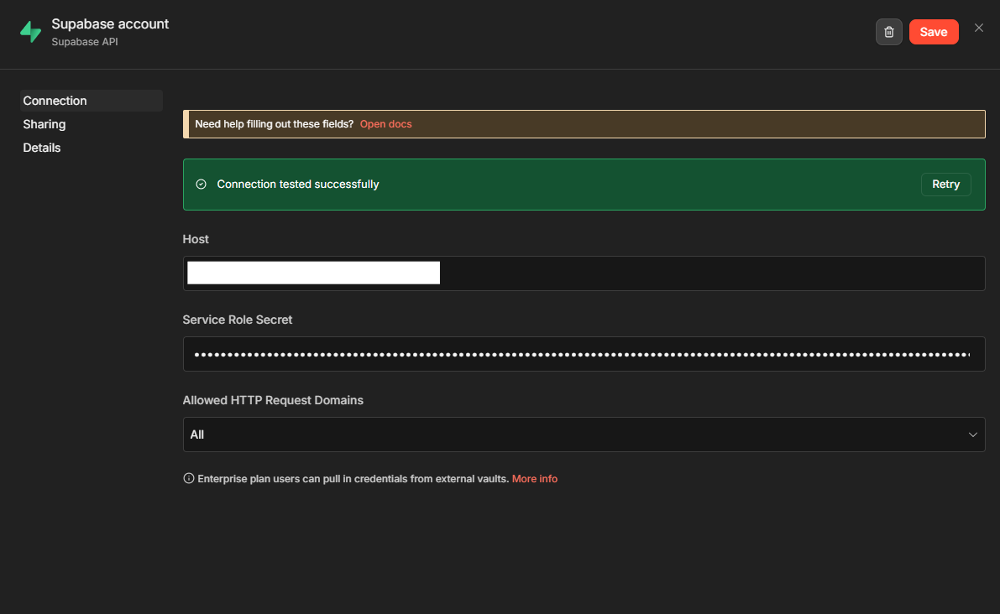 Supabase account
Supabase API
Save
Connection
Sharing
Details
Need help filling out these fields? Open docs
Connection tested successfully
Retry
Host
Service Role Secret
Allowed HTTP Request Domains
All
Enterprise plan users can pull in credentials from external vaults. More info